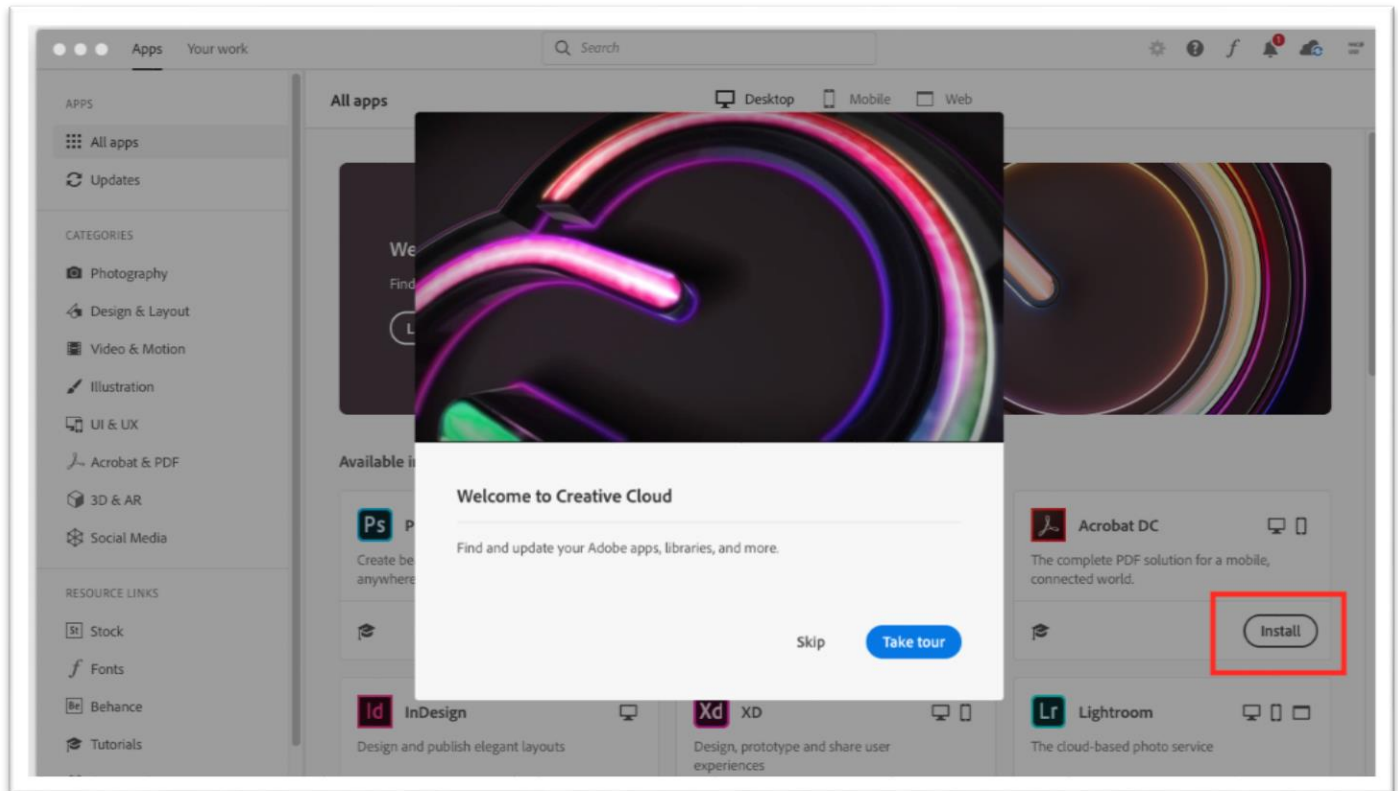 Apps Your work Search
APPS
All apps
Updates
CATEGORIES
Photography
Design & Layout
Video & Motion
Illustration
UI & UX
Acrobat & PDF
3D & AR
Social Media
RESOURCE LINKS
St Stock
Fonts
Be Behance
Tutorials
All apps Desktop Mobile Web
We
Find
L
Available i
Welcome to Creative Cloud
Find and update your Adobe apps, libraries, and more.
Skip Take tour
Ps P
Create be
anywhere
Acrobat DC
The complete PDF solution for a mobile,
connected world.
Install
Id InDesign
Design and publish elegant layouts
Xd XD
Design, prototype and share user
experiences
Lr Lightroom
The cloud-based photo service